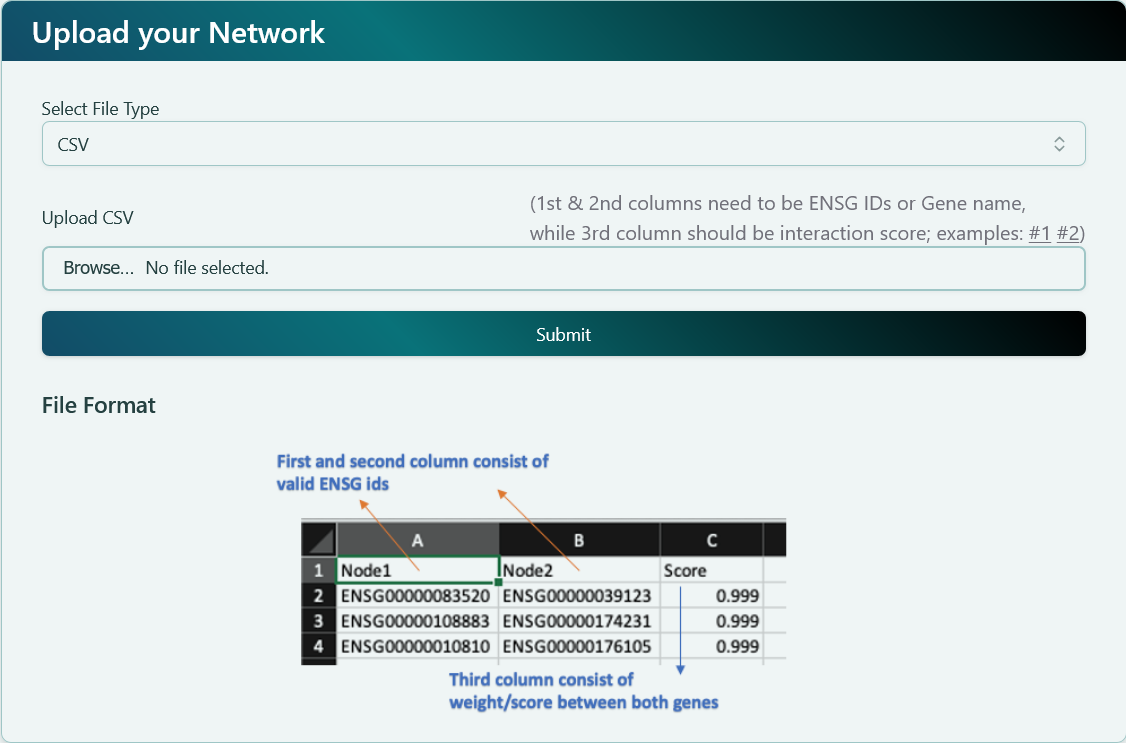 Upload your Network
Select File Type
CSV
Upload CSV
(1st & 2nd columns need to be ENSG IDs or Gene name,
while 3rd column should be interaction score; examples: #1 #2)
Browse... No file selected.
Submit
File Format
First and second column consist of
valid ENSG ids
A B C
1 Node1 Node2 Score
2 ENSG00000083520 ENSG00000039123 0.999
3 ENSG00000108883 ENSG00000174231 0.999
4 ENSG00000010810 ENSG00000176105 0.999
Third column consist of
weight/score between both genes